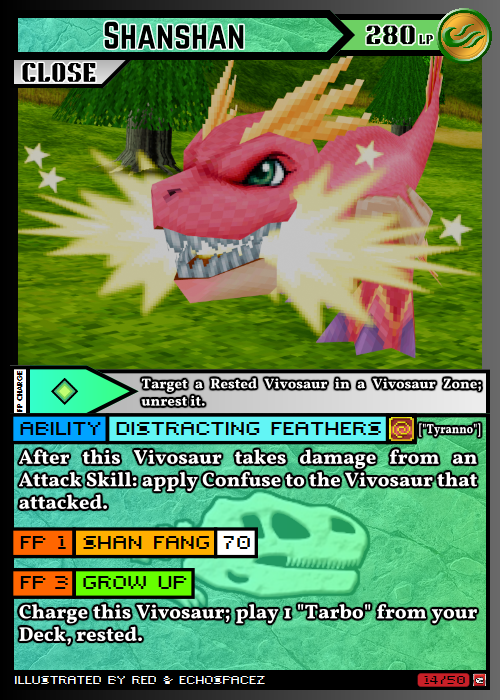 SHANSHAN
280 LP
CLOSE
FP CHARGE
Target a Rested Vivosaur in a Vivosaur Zone;
unrest it.
ABILITY DISTRACTING FEATHERS ["Tyranno"]
After this Vivosaur takes damage from an
Attack Skill: apply Confuse to the Vivosaur that
attacked.
FP 1 SHAN FANG 70
FP 3 GROW UP
Charge this Vivosaur; play 1 "Tarbo" from your
Deck, rested.
ILLUSTRATED BY RED & ECHOSPACEZ
14/50